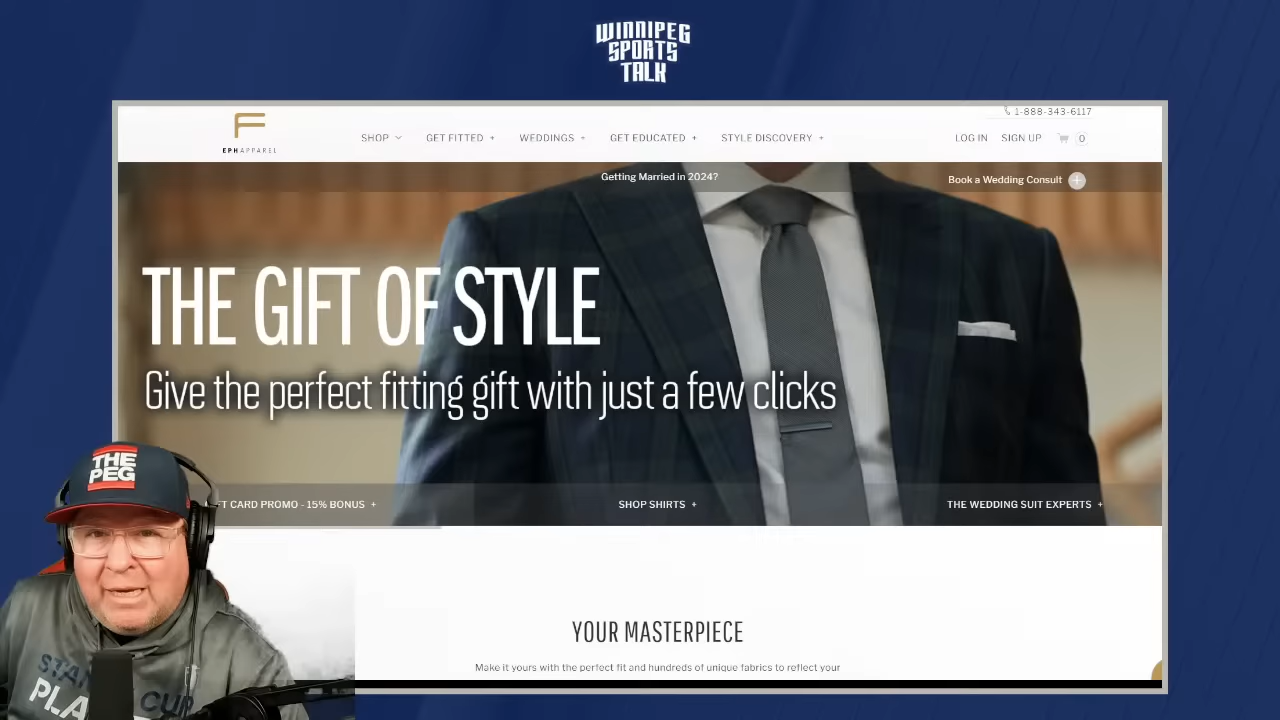 WINNIPEG
SPORTS
TALK
1-888-343-6117
EPHAPPAREL
SHOP
GET FITTED +
WEDDINGS +
GET EDUCATED +
STYLE DISCOVERY +
LOG IN
SIGN UP
0
Getting Married in 2024?
Book a Wedding Consult +
THE GIFT OF STYLE
Give the perfect fitting gift with just a few clicks
T CARD PROMO - 15% BONUS +
SHOP SHIRTS +
THE WEDDING SUIT EXPERTS +
THE
PEG
YOUR MASTERPIECE
Make it yours with the perfect fit and hundreds of unique fabrics to reflect your
CUP